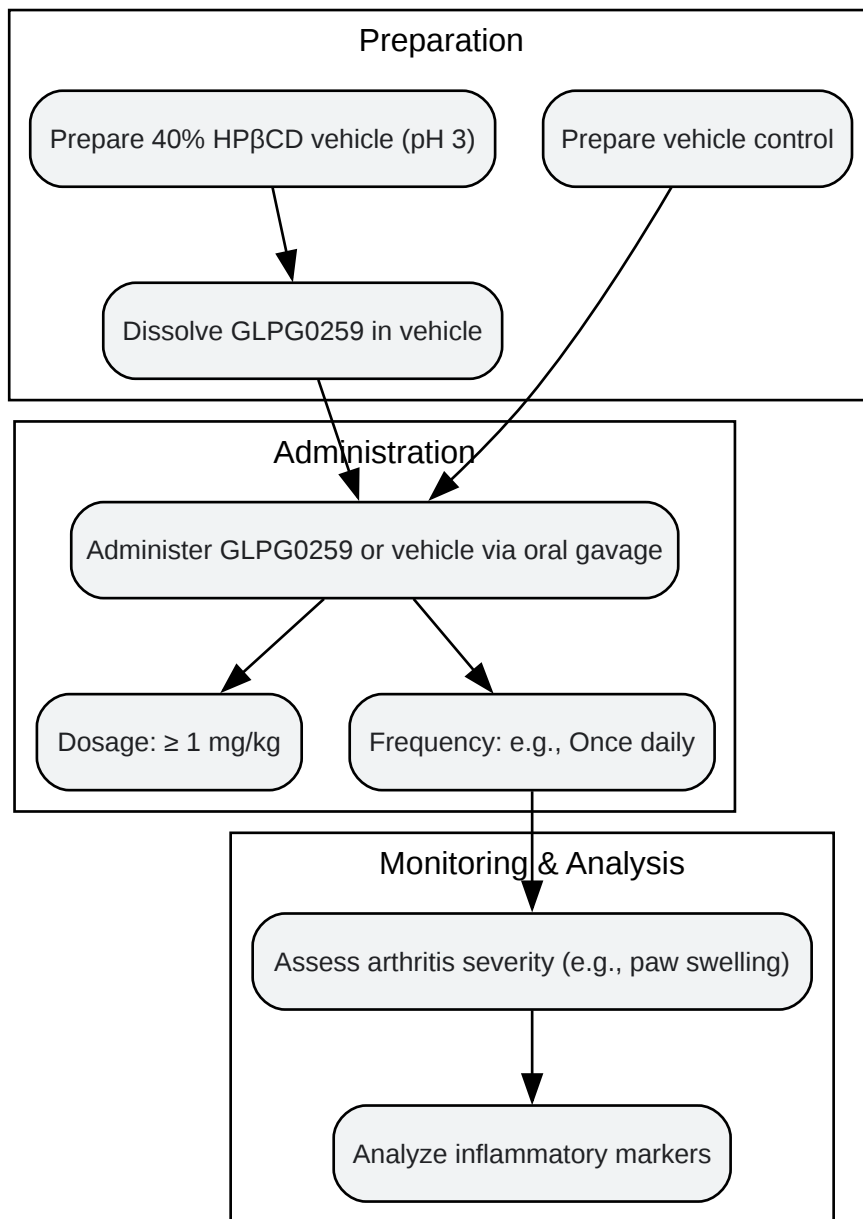 Preparation
Prepare 40% HPβCD vehicle (pH 3)
Prepare vehicle control
Dissolve GLPG0259 in vehicle
Administration
Administer GLPG0259 or vehicle via oral gavage
Dosage: ≥ 1 mg/kg
Frequency: e.g., Once daily
Monitoring & Analysis
Assess arthritis severity (e.g., paw swelling)
Analyze inflammatory markers